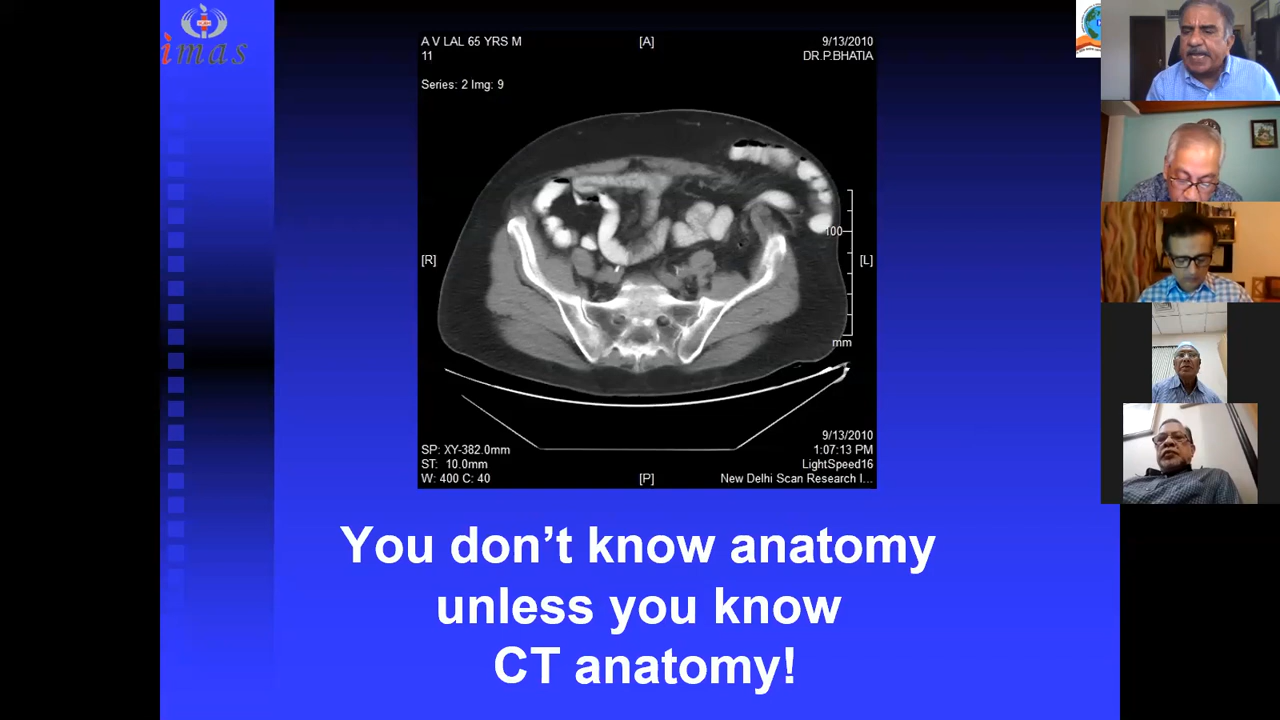 imas
A V LAL 65 YRS M
11
Series: 2 Img: 9
[A]
9/13/2010
DR.P.BHATIA
[R]
[L]
100
mm
SP: XY-382.0mm
ST: 10.0mm
W: 400 C: 40
[P]
9/13/2010
1:07:13 PM
LightSpeed16
New Delhi Scan Research I...
You don't know anatomy
unless you know
CT anatomy!